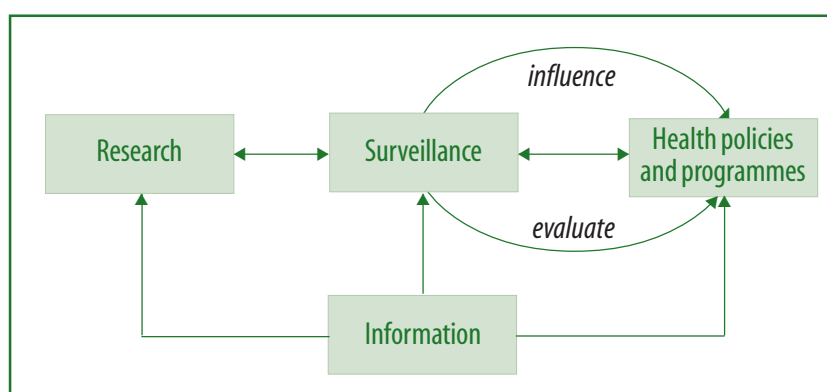 influence
Research
Surveillance
Health policies
and programmes
evaluate
Information